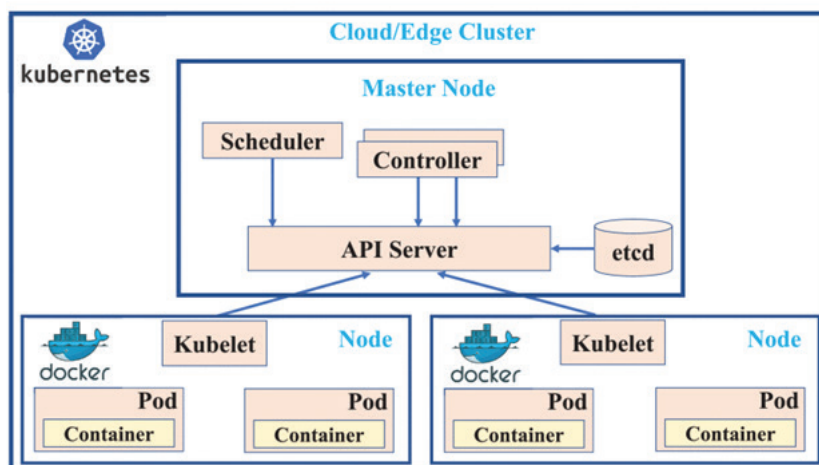 Cloud/Edge Cluster
kubernetes
Master Node
Scheduler
Controller
API Server
etcd
docker
Kubelet
Node
Pod
Container
Pod
Container
docker
Kubelet
Node
Pod
Container
Pod
Container